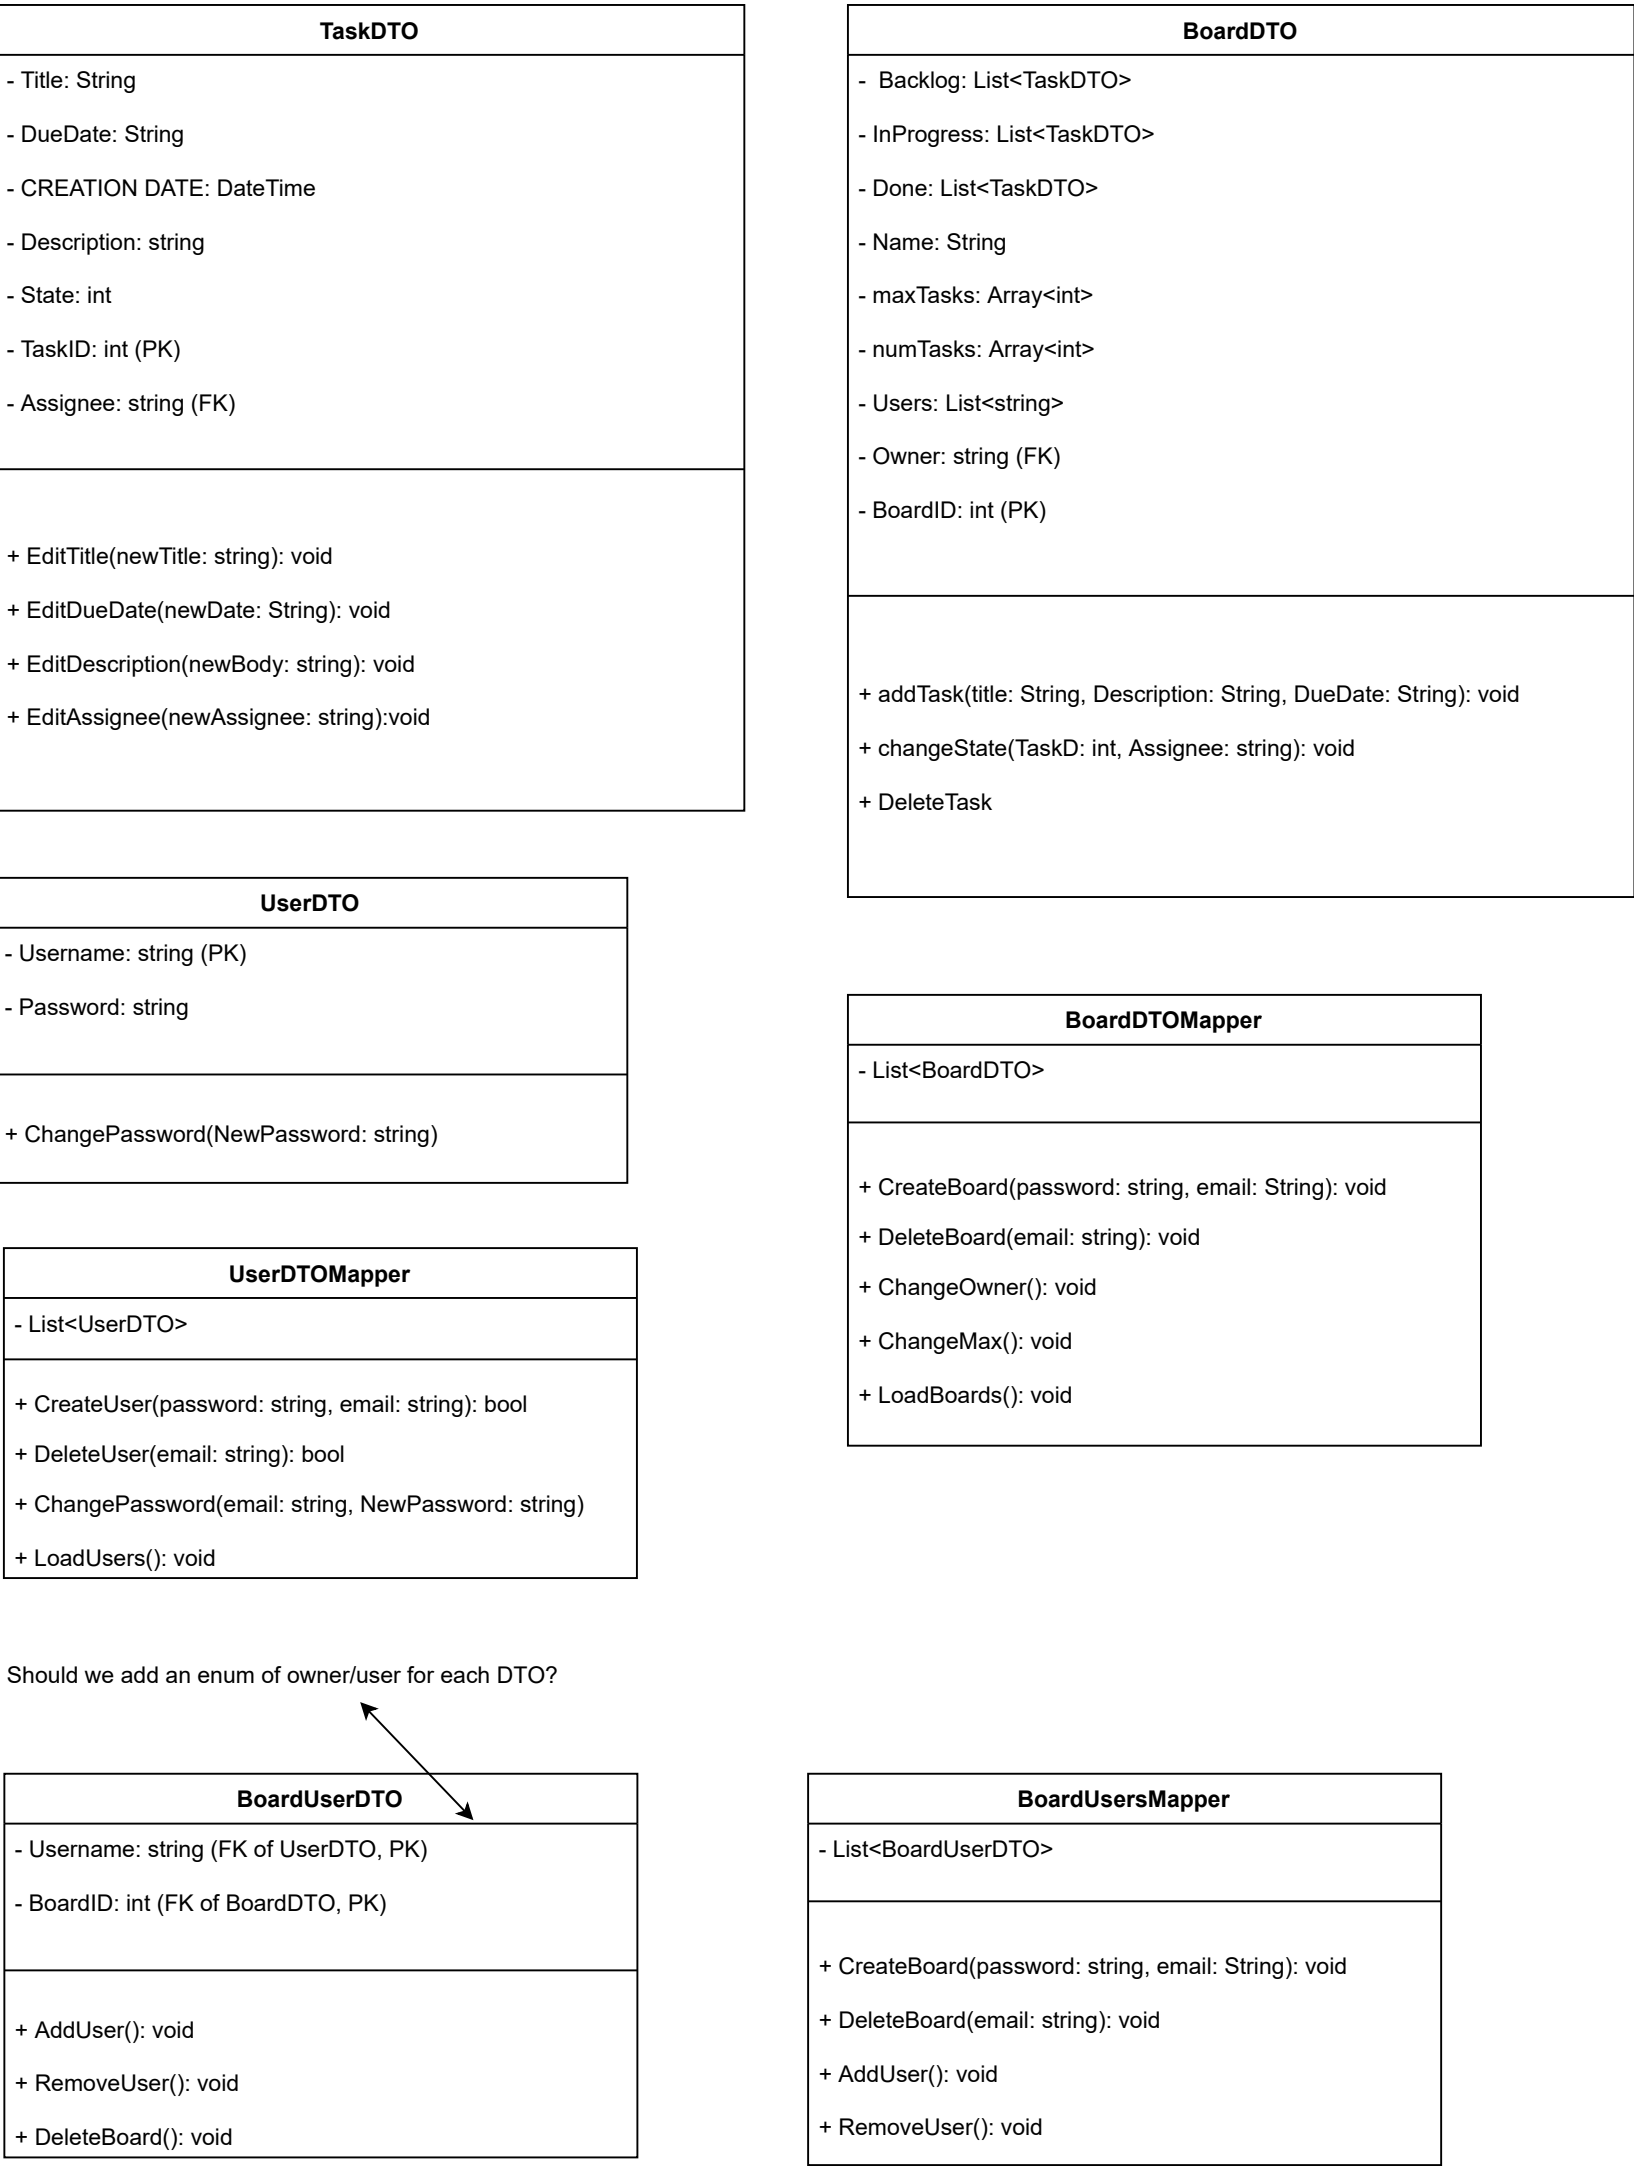 TaskDTO
- Title: String
- DueDate: String
- CREATION DATE: DateTime
- Description: string
- State: int
- TaskID: int (PK)
- Assignee: string (FK)
+ EditTitle(newTitle: string): void
+ EditDueDate(newDate: String): void
+ EditDescription(newBody: string): void
+ EditAssignee(newAssignee: string):void
BoardDTO
- Backlog: List<TaskDTO>
- InProgress: List<TaskDTO>
- Done: List<TaskDTO>
- Name: String
- maxTasks: Array<int>
- numTasks: Array<int>
- Users: List<string>
- Owner: string (FK)
- BoardID: int (PK)
+ addTask(title: String, Description: String, DueDate: String): void
+ changeState(TaskD: int, Assignee: string): void
+ DeleteTask
UserDTO
- Username: string (PK)
- Password: string
+ ChangePassword(NewPassword: string)
BoardDTOMapper
- List<BoardDTO>
+ CreateBoard(password: string, email: String): void
+ DeleteBoard(email: string): void
+ ChangeOwner(): void
+ ChangeMax(): void
+ LoadBoards(): void
UserDTOMapper
- List<UserDTO>
+ CreateUser(password: string, email: string): bool
+ DeleteUser(email: string): bool
+ ChangePassword(email: string, NewPassword: string)
+ LoadUsers(): void
Should we add an enum of owner/user for each DTO?
BoardUserDTO
- Username: string (FK of UserDTO, PK)
- BoardID: int (FK of BoardDTO, PK)
+ AddUser(): void
+ RemoveUser(): void
+ DeleteBoard(): void
BoardUsersMapper
- List<BoardUserDTO>
+ CreateBoard(password: string, email: String): void
+ DeleteBoard(email: string): void
+ AddUser(): void
+ RemoveUser(): void